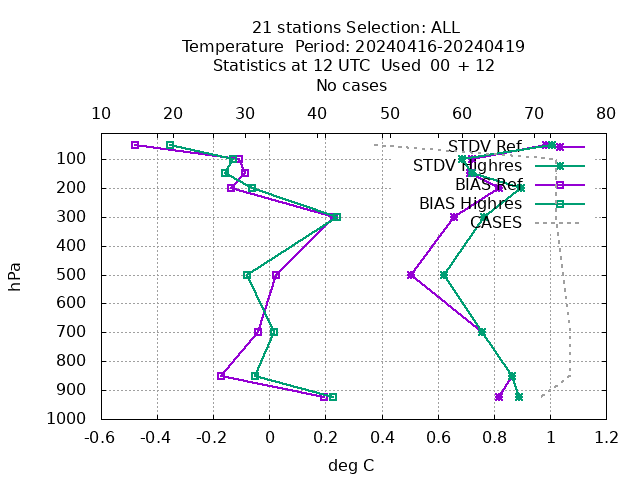 21 stations Selection: ALL
Temperature  Period: 20240416-20240419
Statistics at 12 UTC  Used  00 + 12
No cases
10 20 30 40 50 60 70 80
STDV Ref
100
STDV Highres
BIAS Ref
200
BIAS Highres
300
CASES
400
hPa
500
600
700
800
900
1000
-0.6 -0.4 -0.2 0 0.2 0.4 0.6 0.8 1 1.2
deg C